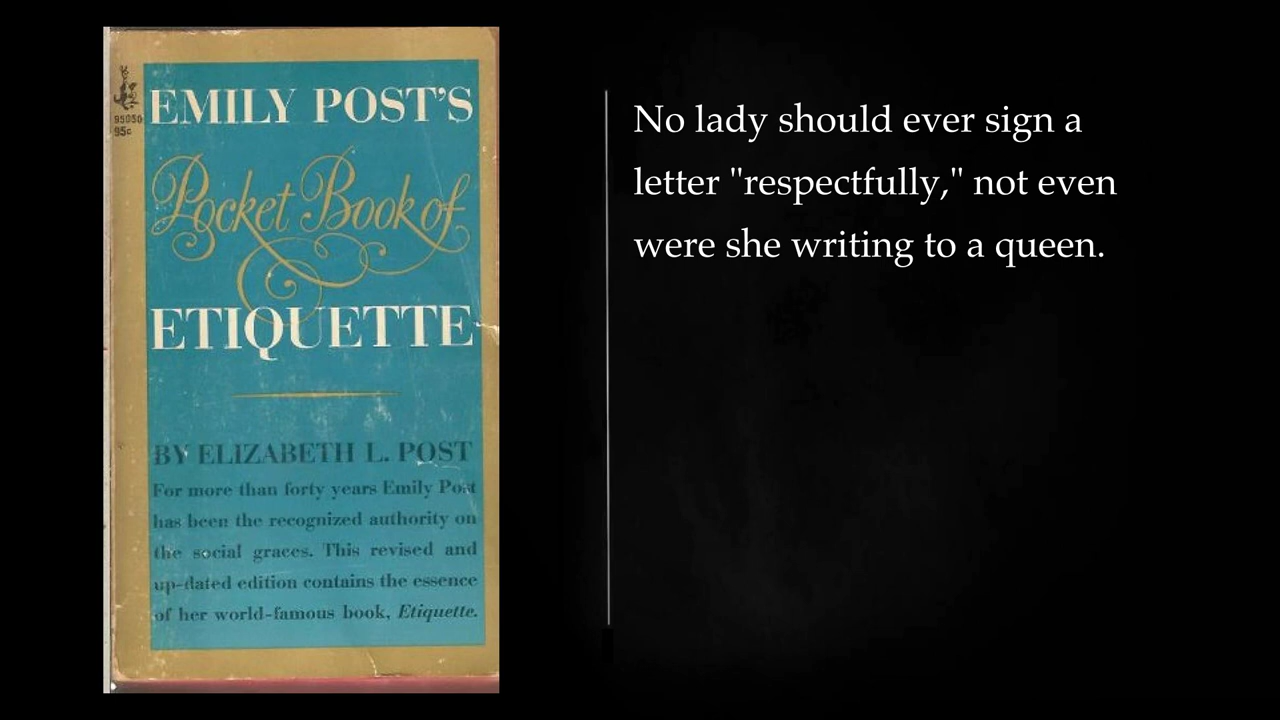 EMILY POST'S
95050
95c
Pocket Book of
ETIQUETTE
BY ELIZABETH L. POST
For more than forty years Emily Post
has been the recognized authority on
the social graces. This revised and
up-dated edition contains the essence
of her world-famous book, Etiquette.
No lady should ever sign a
letter "respectfully," not even
were she writing to a queen.